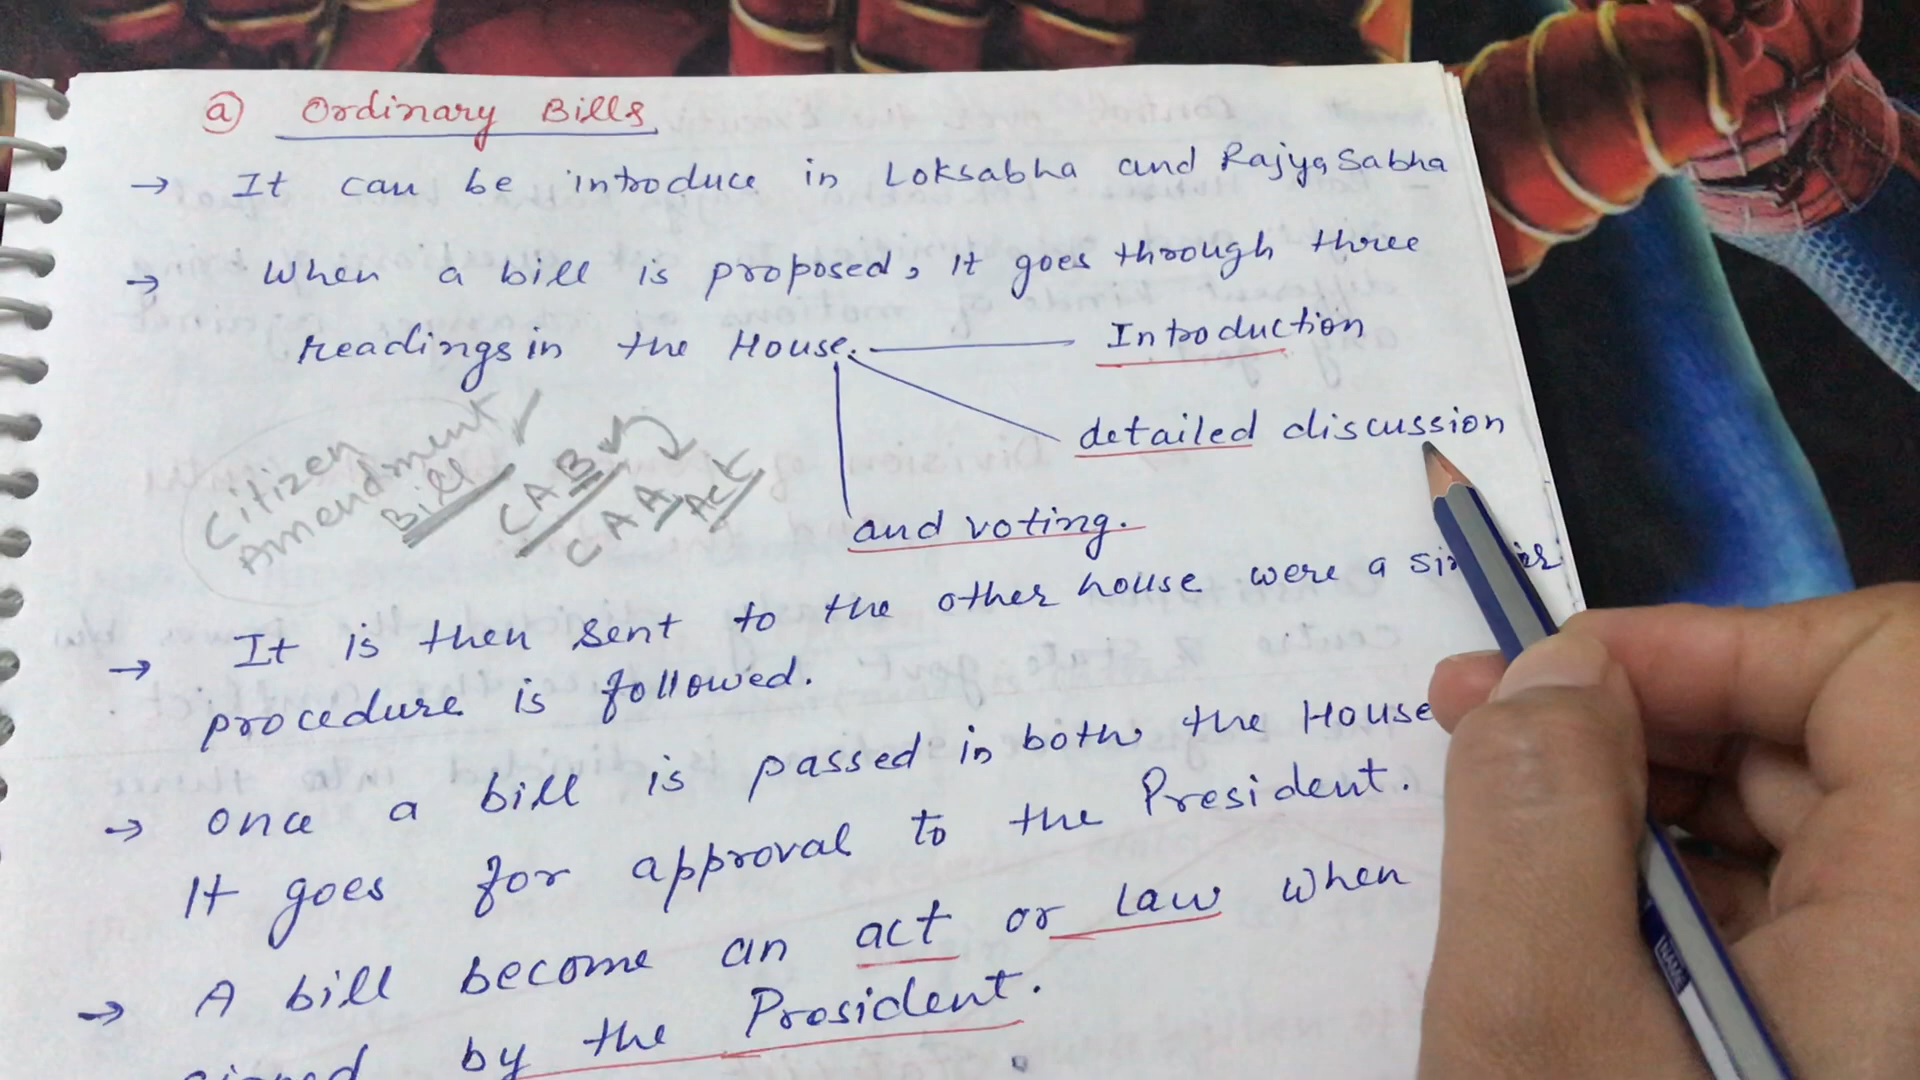 a) Ordinary Bills
→ It can be introduce in Loksabha and Rajya Sabha
→ When a bill is proposed, It goes through three
readings in the House. Introduction
detailed discussion
and voting.
Citizen
Amendment
Bill
CAB
CAA
Act
→ It is then sent to the other house were a
procedure is followed.
→ once a bill is passed in both the House
It goes for approval to the President.
→ A bill become an act or law when
by the President.